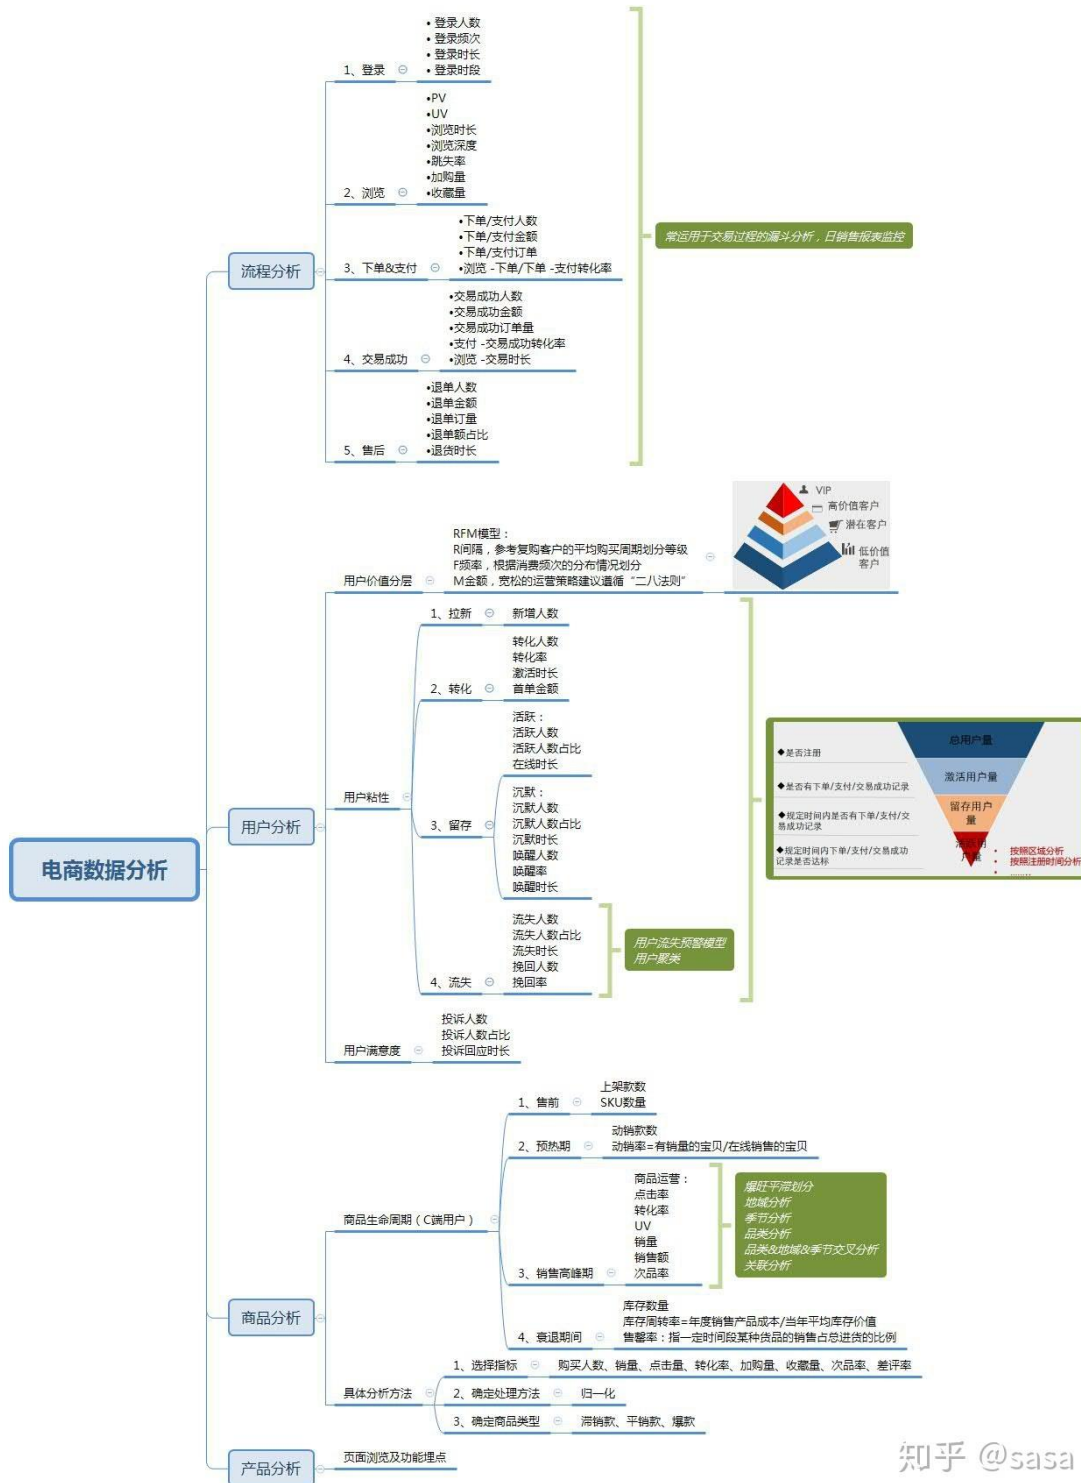 电商数据分析
流程分析
1、登录
• 登录人数
• 登录频次
• 登录时长
• 登录时段
2、浏览
•PV
•UV
•浏览时长
•浏览深度
•跳失率
•加购量
•收藏量
3、下单&支付
•下单/支付人数
•下单/支付金额
•下单/支付订单
•浏览 -下单/下单 -支付转化率
4、交易成功
•交易成功人数
•交易成功金额
•交易成功订单量
•支付 -交易成功转化率
•浏览 -交易时长
5、售后
•退单人数
•退单金额
•退单订量
•退单额占比
•退货时长
常运用于交易过程的漏斗分析，日销售报表监控
用户分析
用户价值分层
RFM模型：
R间隔，参考复购客户的平均购买周期划分等级
F频率，根据消费频次的分布情况划分
M金额，宽松的运营策略建议遵循“二八法则”
VIP
高价值客户
潜在客户
低价值
客户
用户粘性
1、拉新
新增人数
2、转化
转化人数
转化率
激活时长
首单金额
3、留存
活跃：
活跃人数
活跃人数占比
在线时长
沉默：
沉默人数
沉默人数占比
沉默时长
唤醒人数
唤醒率
唤醒时长
4、流失
流失人数
流失人数占比
流失时长
挽回人数
挽回率
用户流失预警模型
用户聚类
◆是否注册
◆是否有下单/支付/交易成功记录
◆规定时间内是否有下单/支付/交
易成功记录
◆规定时间内下单/支付/交易成功
记录是否达标
总用户量
激活用户量
留存用户
量
活跃用
户量
• 按照区域分析
• 按照注册时间分析
• ........
用户满意度
投诉人数
投诉人数占比
投诉回应时长
商品分析
商品生命周期（C端用户）
1、售前
上架款数
SKU数量
2、预热期
动销款数
动销率=有销量的宝贝/在线销售的宝贝
3、销售高峰期
商品运营：
点击率
转化率
UV
销量
销售额
次品率
爆旺平滞划分
地域分析
季节分析
品类分析
品类&地域&季节交叉分析
关联分析
4、衰退期间
库存数量
库存周转率=年度销售产品成本/当年平均库存价值
售罄率：指一定时间段某种货品的销售占总进货的比例
具体分析方法
1、选择指标
购买人数、销量、点击量、转化率、加购量、收藏量、次品率、差评率
2、确定处理方法
归一化
3、确定商品类型
滞销款、平销款、爆款
产品分析
页面浏览及功能埋点
知乎 @sasa